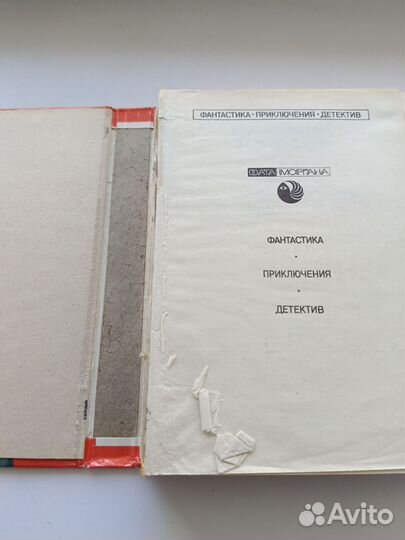 ФАНТАСТИКА • ПРИКЛЮЧЕНИЯ • ДЕТЕКТИВ
ФАТА МОРГАНА
ФАНТАСТИКА
•
ПРИКЛЮЧЕНИЯ
•
ДЕТЕКТИВ
Avito